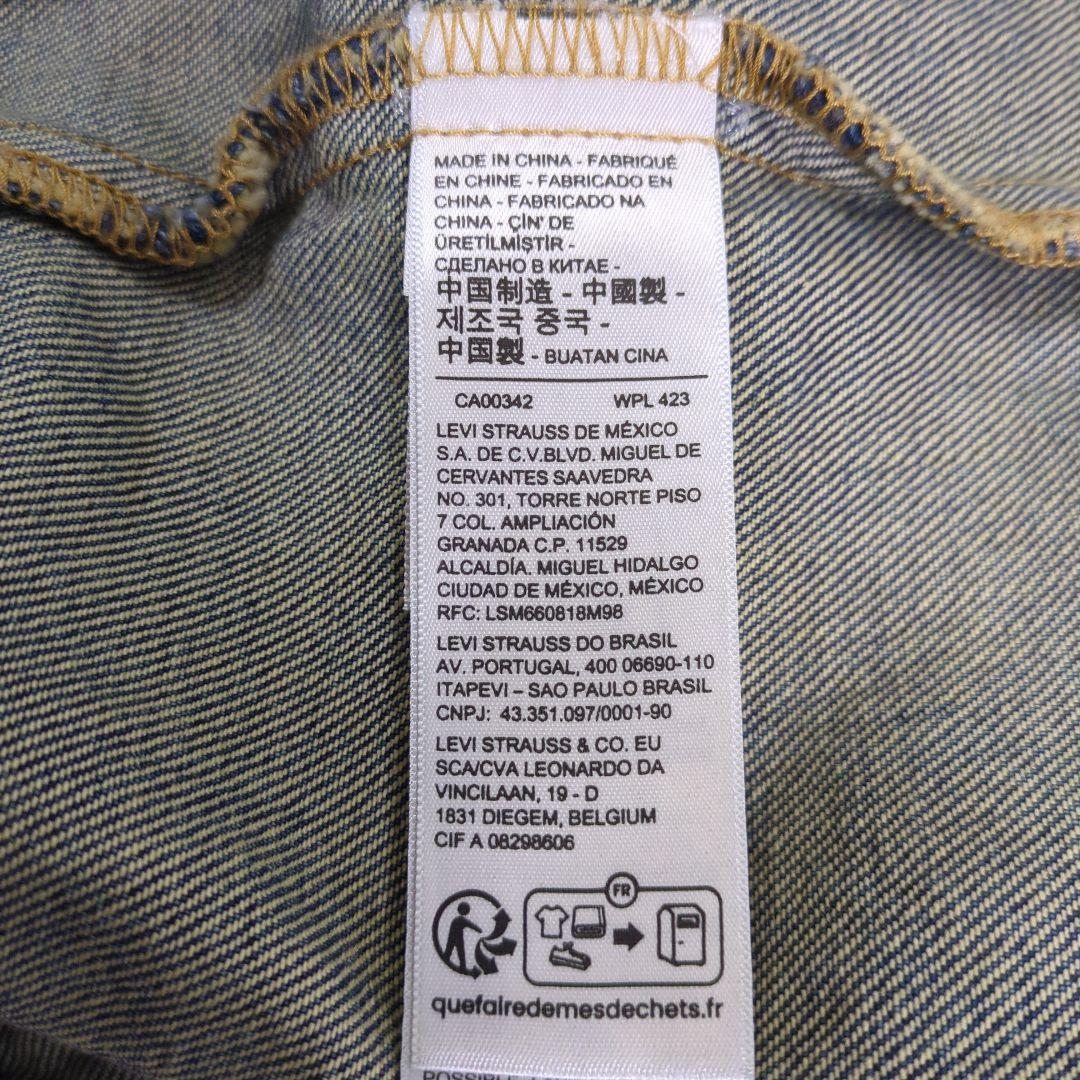 MADE IN CHINA - FABRIQUÉ
EN CHINE - FABRICADO EN
CHINA - FABRICADO NA
CHINA - ÇİN' DE
ÜRETİLMİŞTİR -
СДЕЛАНО В КИТАЕ -
中国制造 - 中國製 -
제조국 중국 -
中国製 - BUATAN CINA
CA00342 WPL 423
LEVI STRAUSS DE MÉXICO
S.A. DE C.V.BLVD. MIGUEL DE
CERVANTES SAAVEDRA
NO. 301, TORRE NORTE PISO
7 COL. AMPLIACIÓN
GRANADA C.P. 11529
ALCALDÍA. MIGUEL HIDALGO
CIUDAD DE MÉXICO, MÉXICO
RFC: LSM660818M98
LEVI STRAUSS DO BRASIL
AV. PORTUGAL, 400 06690-110
ITAPEVI – SAO PAULO BRASIL
CNPJ: 43.351.097/0001-90
LEVI STRAUSS & CO. EU
SCA/CVA LEONARDO DA
VINCILAAN, 19 - D
1831 DIEGEM, BELGIUM
CIF A 08298606
FR
quefairedemesdechets.fr